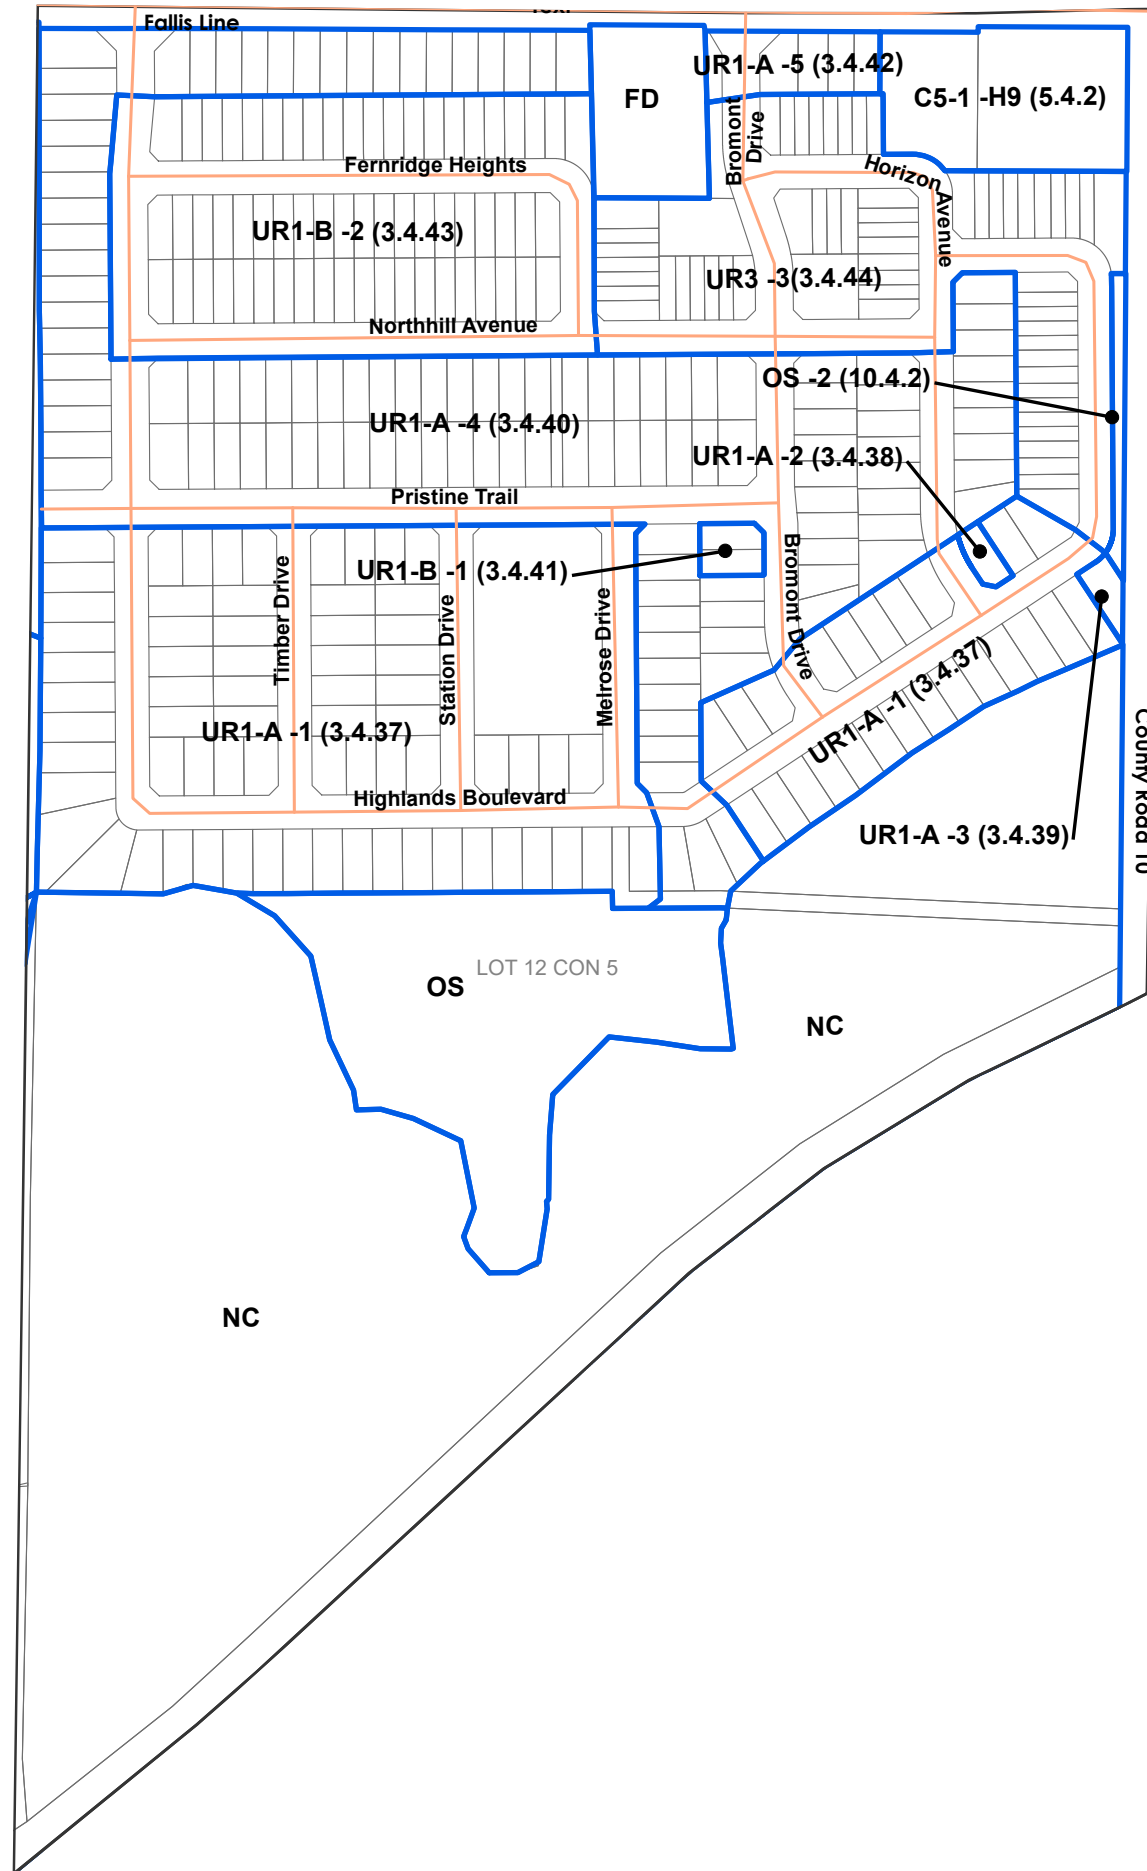 Fallis Line
UR1-A -5 (3.4.42)
FD
C5-1 -H9 (5.4.2)
Bromont
Drive
Fernridge Heights
Horizon
Avenue
UR1-B -2 (3.4.43)
UR3 -3(3.4.44)
Northhill Avenue
OS -2 (10.4.2)
UR1-A -4 (3.4.40)
UR1-A -2 (3.4.38)
Pristine Trail
UR1-B -1 (3.4.41)
Bromont Drive
Timber Drive
Station Drive
Melrose Drive
UR1-A -1 (3.4.37)
UR1-A -1 (3.4.37)
Highlands Boulevard
County Road 10
UR1-A -3 (3.4.39)
LOT 12 CON 5
OS
NC
NC